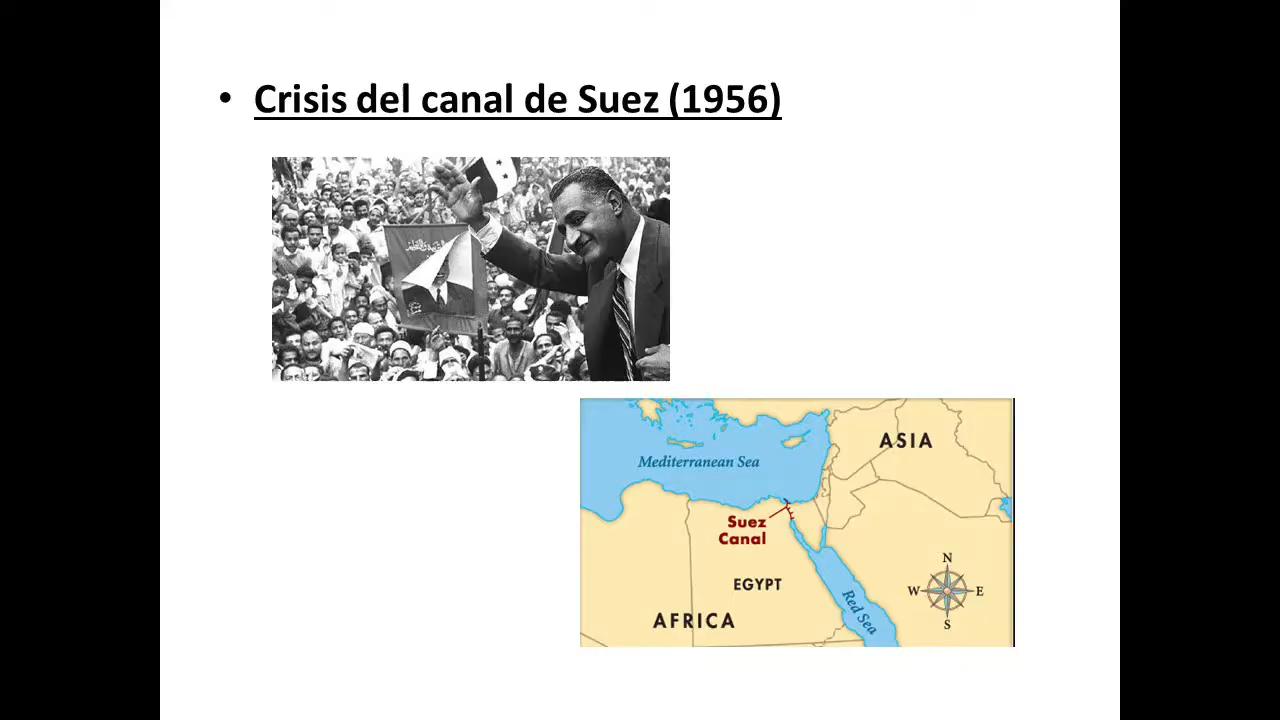 • Crisis del canal de Suez (1956)
Mediterranean Sea
ASIA
Suez
Canal
EGYPT
AFRICA
Red Sea
N
W E
S